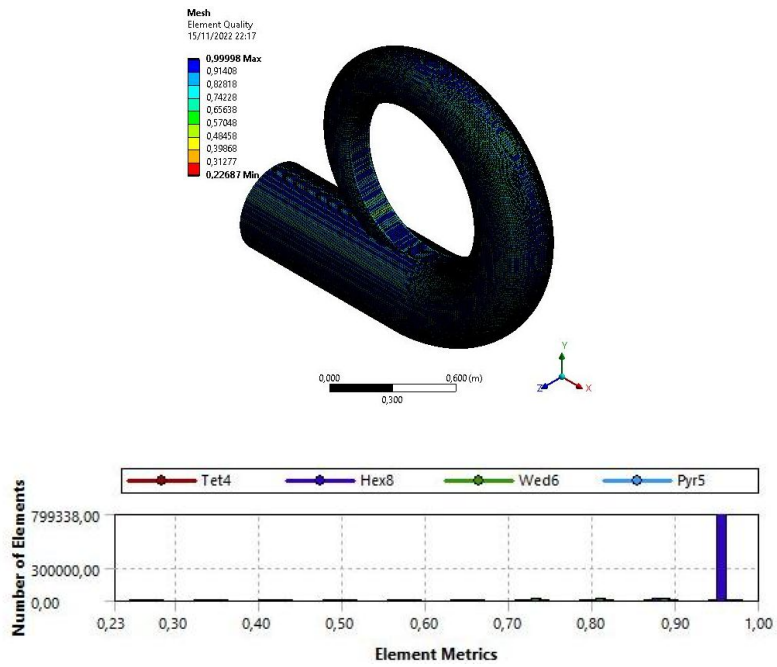 Mesh
Element Quality
15/11/2022 22:17
0,99998 Max
0,91408
0,82818
0,74228
0,65638
0,57048
0,48458
0,39868
0,31277
0,22687 Min
Y
Z X
0,000 0,600 (m)
0,300
Tet4 Hex8 Wed6 Pyr5
Number of Elements
799338,00
300000,00
0,00
0,23 0,30 0,40 0,50 0,60 0,70 0,80 0,90 1,00
Element Metrics